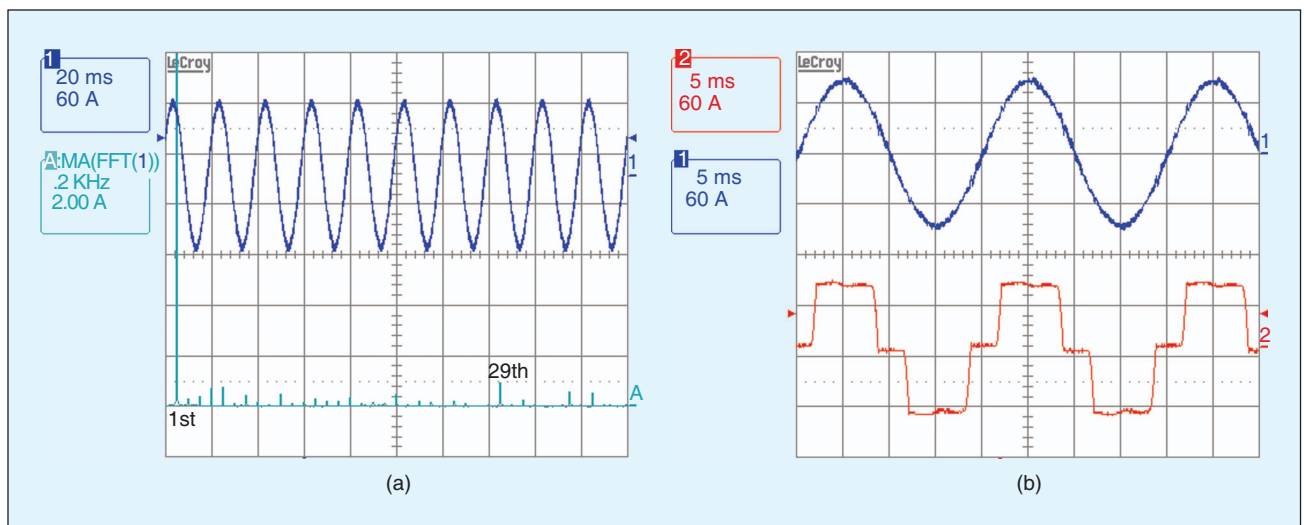 1
20 ms
60 A
A:MA(FFT(1))
.2 KHz
2.00 A
LeCroy
1
29th
A
1st
(a)
2
5 ms
60 A
1
5 ms
60 A
LeCroy
1
2
(b)